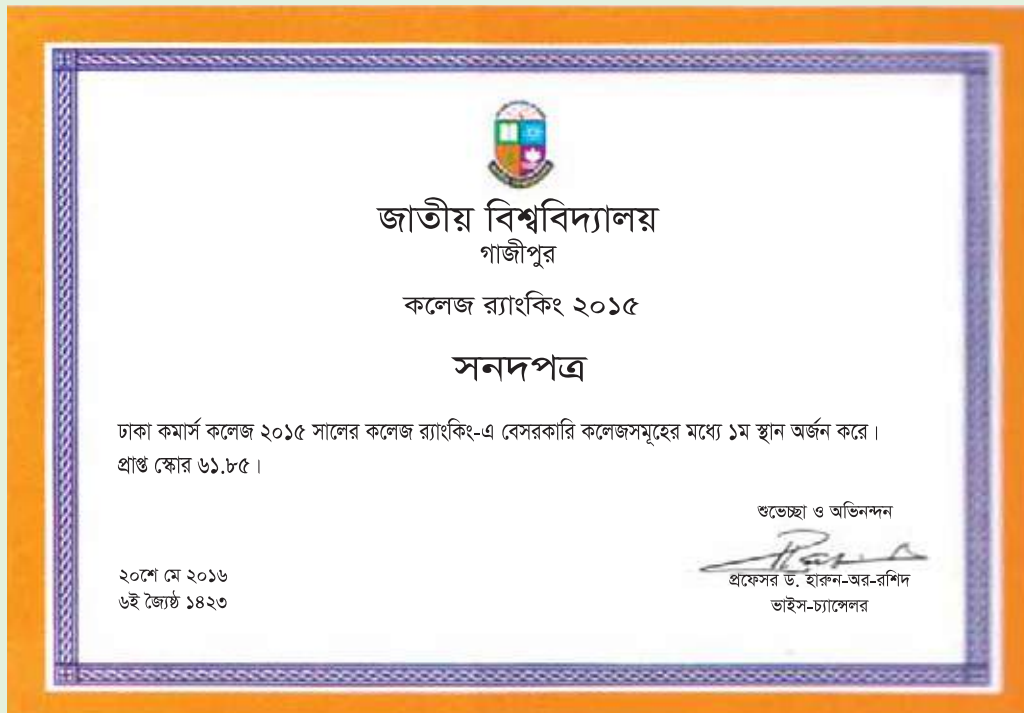 জাতীয় বিশ্ববিদ্যালয়
গাজীপুর
কলেজ র‍্যাংকিং ২০১৫
সনদপত্র
ঢাকা কমার্স কলেজ ২০১৫ সালের কলেজ র‍্যাংকিং-এ বেসরকারি কলেজসমূহের মধ্যে ১ম স্থান অর্জন করে।
প্রাপ্ত স্কোর ৬১.৮৫।
শুভেচ্ছা ও অভিনন্দন
২০শে মে ২০১৬
৬ই জ্যৈষ্ঠ ১৪২৩
প্রফেসর ড. হারুন-অর-রশিদ
ভাইস-চ্যান্সেলর